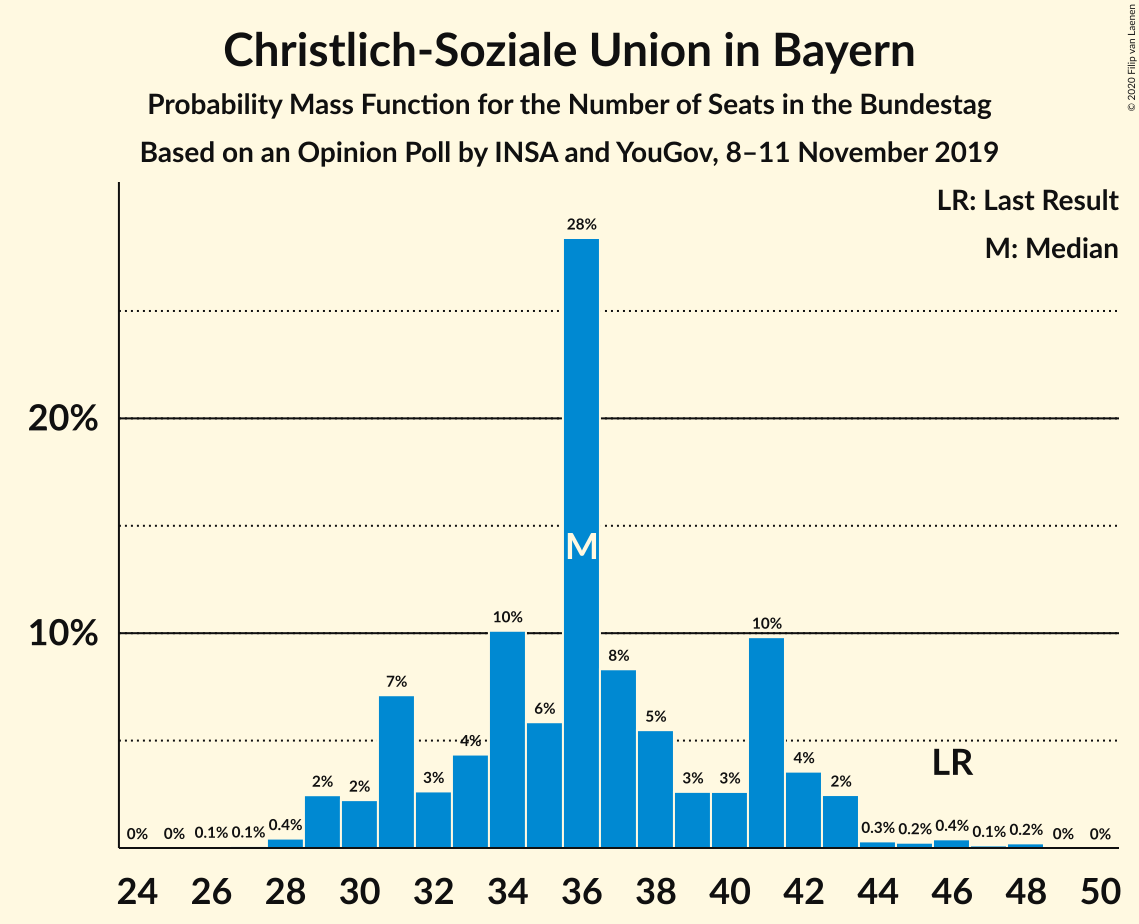 Christlich-Soziale Union in Bayern
Probability Mass Function for the Number of Seats in the Bundestag
Based on an Opinion Poll by INSA and YouGov, 8–11 November 2019
© 2020 Filip van Laenen
LR: Last Result
M: Median
20%
10%
0% 0% 0.1% 0.1% 0.4% 2% 2% 7% 3% 4% 10% 6% 28% 8% 5% 3% 3% 10% 4% 2% 0.3% 0.2% 0.4% 0.1% 0.2% 0% 0%
M
LR
24 26 28 30 32 34 36 38 40 42 44 46 48 50